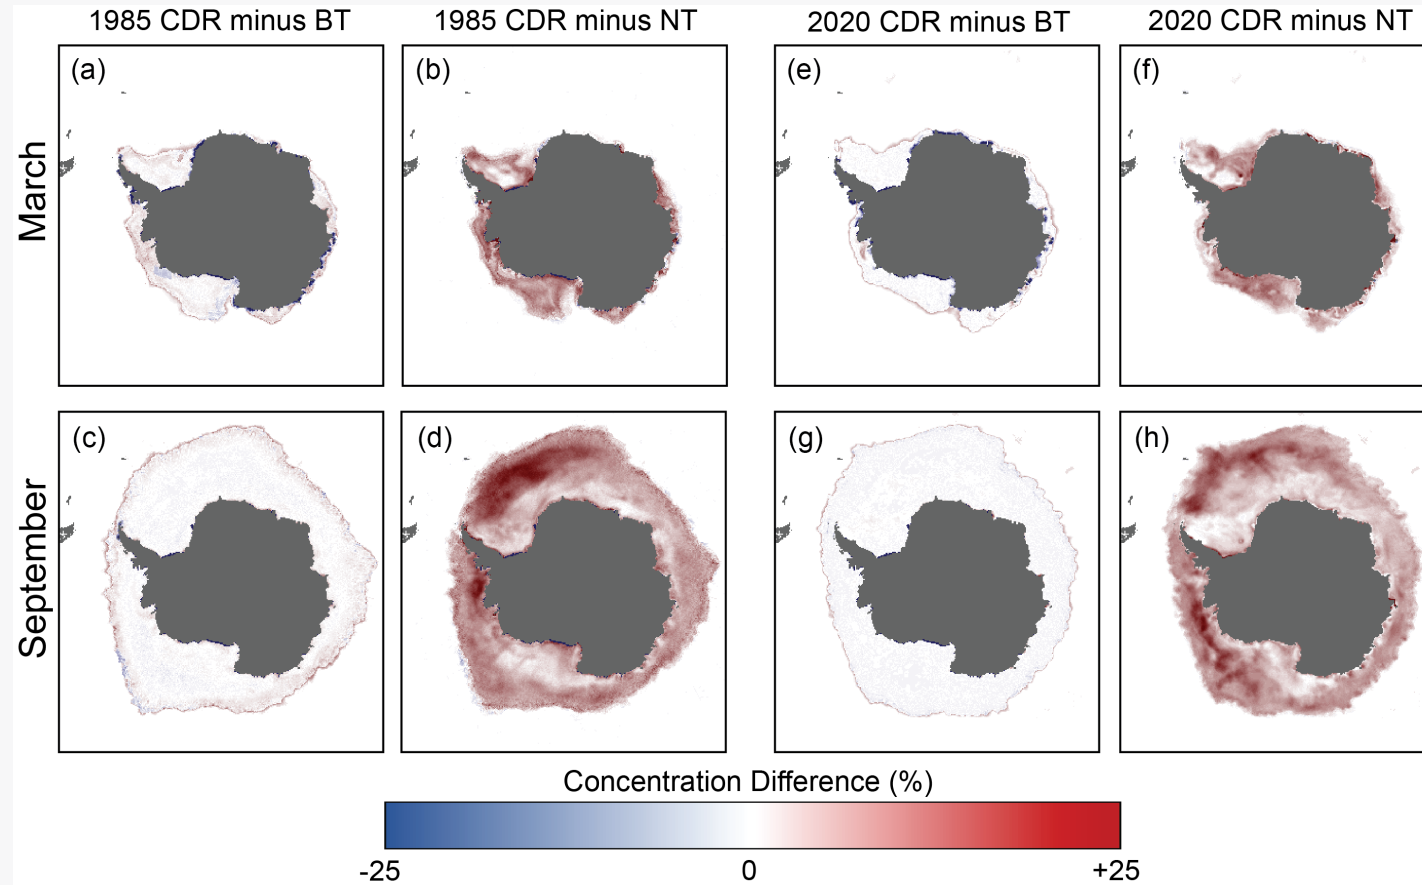 1985 CDR minus BT
1985 CDR minus NT
2020 CDR minus BT
2020 CDR minus NT
March
(a)
(b)
(e)
(f)
September
(c)
(d)
(g)
(h)
Concentration Difference (%)
-25
0
+25